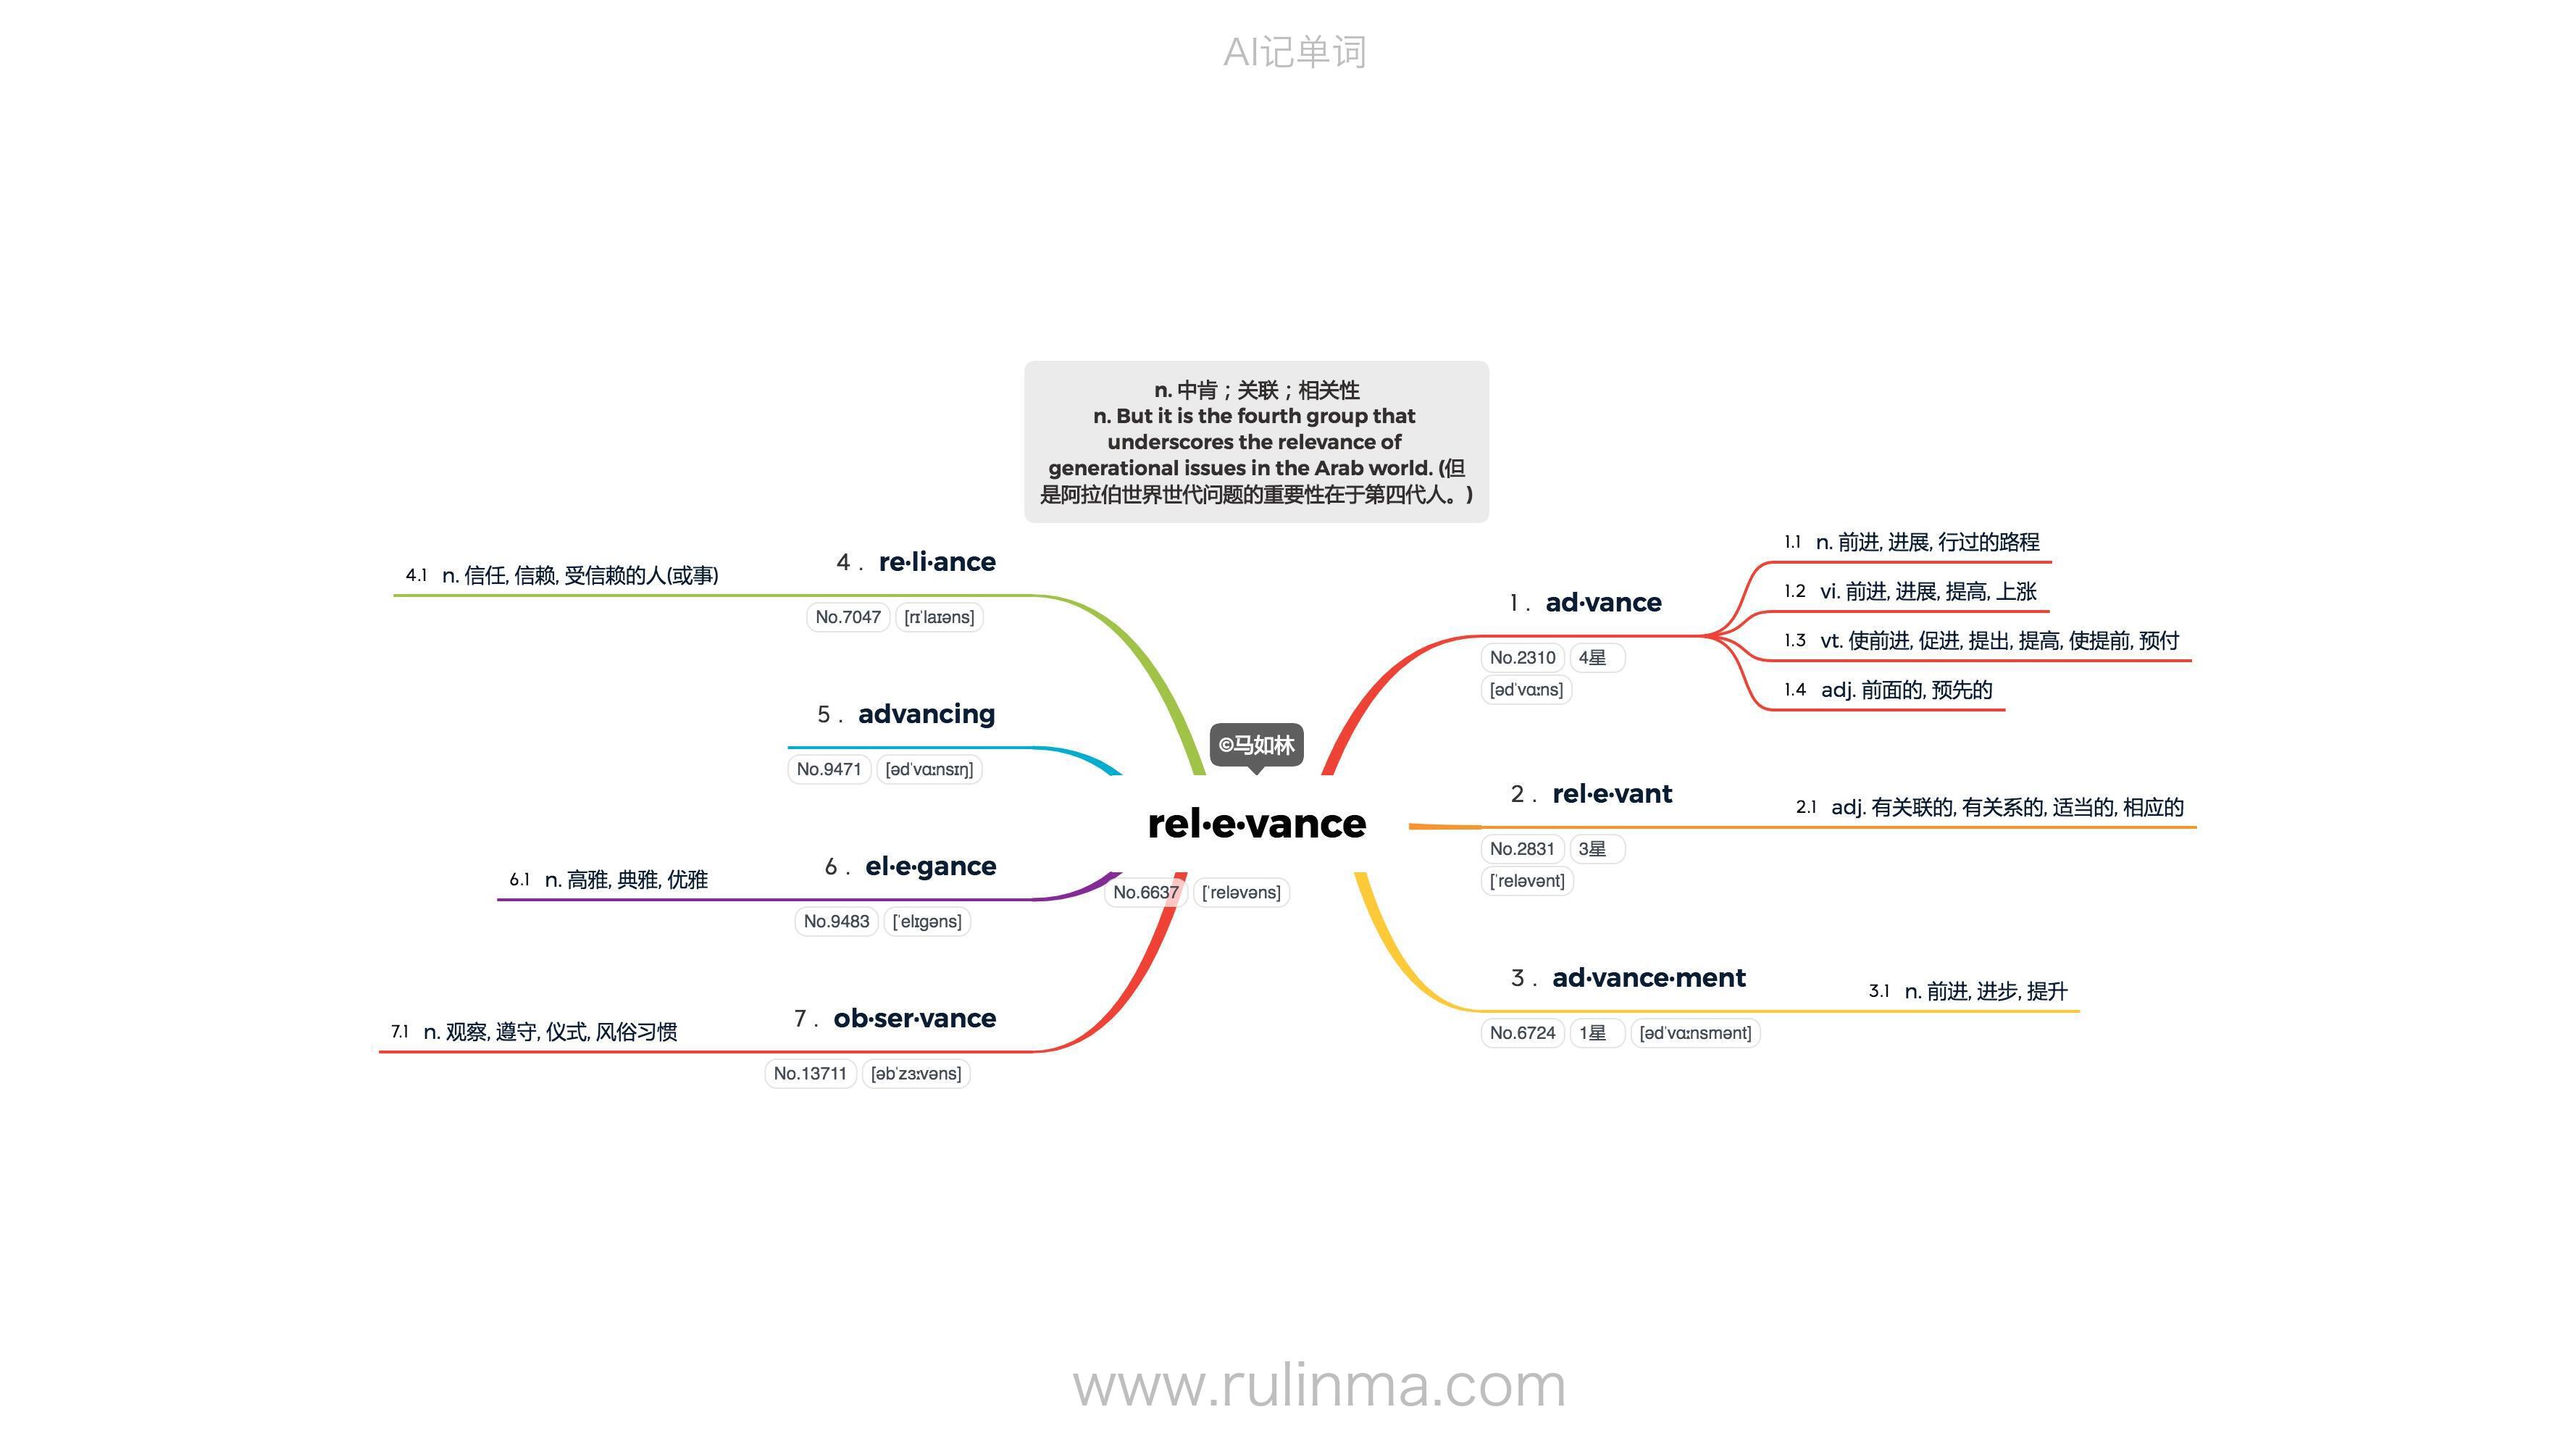 AI记单词
n. 中肯；关联；相关性
n. But it is the fourth group that
underscores the relevance of
generational issues in the Arab world. (但
是阿拉伯世界世代问题的重要性在于第四代人。)
©马如林
rel·e·vance
No.6637 [ˈreləvəns]
1. ad·vance
No.2310 4星
[ədˈvɑːns]
1.1 n. 前进, 进展, 行过的路程
1.2 vi. 前进, 进展, 提高, 上涨
1.3 vt. 使前进, 促进, 提出, 提高, 使提前, 预付
1.4 adj. 前面的, 预先的
2. rel·e·vant
No.2831 3星
[ˈreləvənt]
2.1 adj. 有关联的, 有关系的, 适当的, 相应的
3. ad·vance·ment
No.6724 1星 [ədˈvɑːnsmənt]
3.1 n. 前进, 进步, 提升
4. re·li·ance
No.7047 [rɪˈlaɪəns]
4.1 n. 信任, 信赖, 受信赖的人(或事)
5. advancing
No.9471 [ədˈvɑːnsɪŋ]
6. el·e·gance
No.9483 [ˈelɪgəns]
6.1 n. 高雅, 典雅, 优雅
7. ob·ser·vance
No.13711 [əbˈzɜːvəns]
7.1 n. 观察, 遵守, 仪式, 风俗习惯
www.rulinma.com